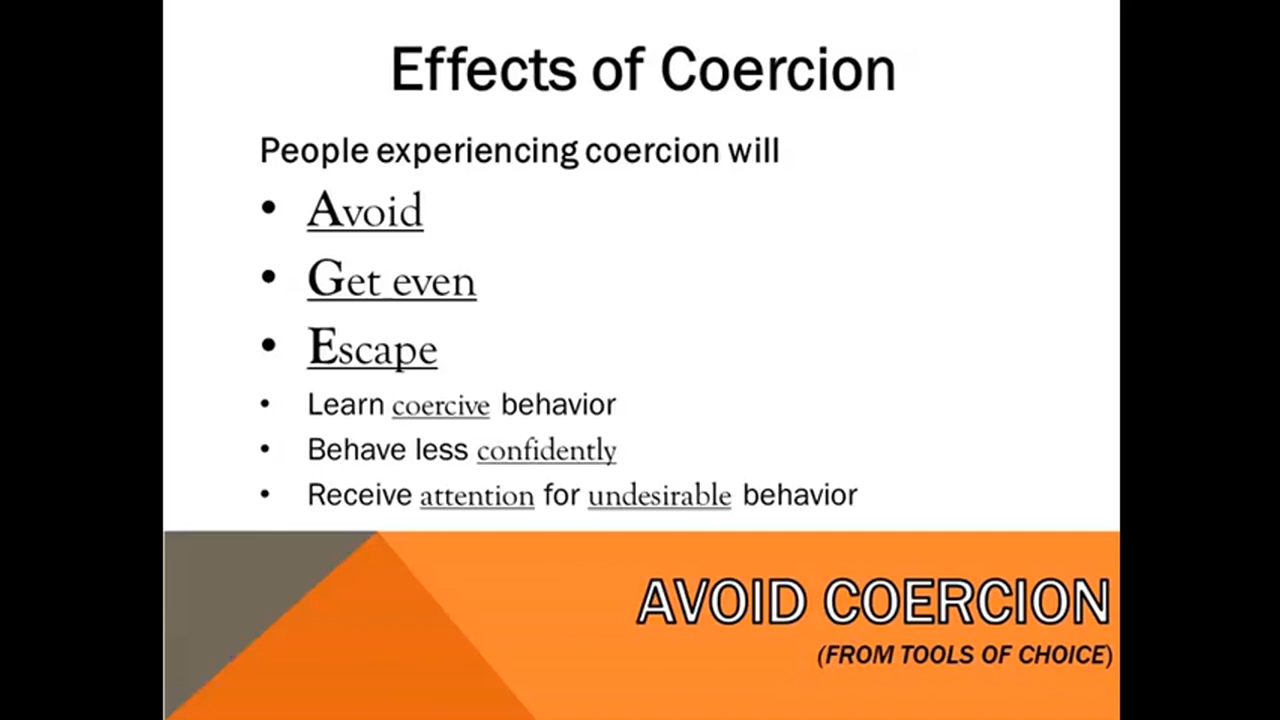 Effects of Coercion
People experiencing coercion will
• Avoid
• Get even
• Escape
• Learn coercive behavior
• Behave less confidently
• Receive attention for undesirable behavior
AVOID COERCION
(FROM TOOLS OF CHOICE)